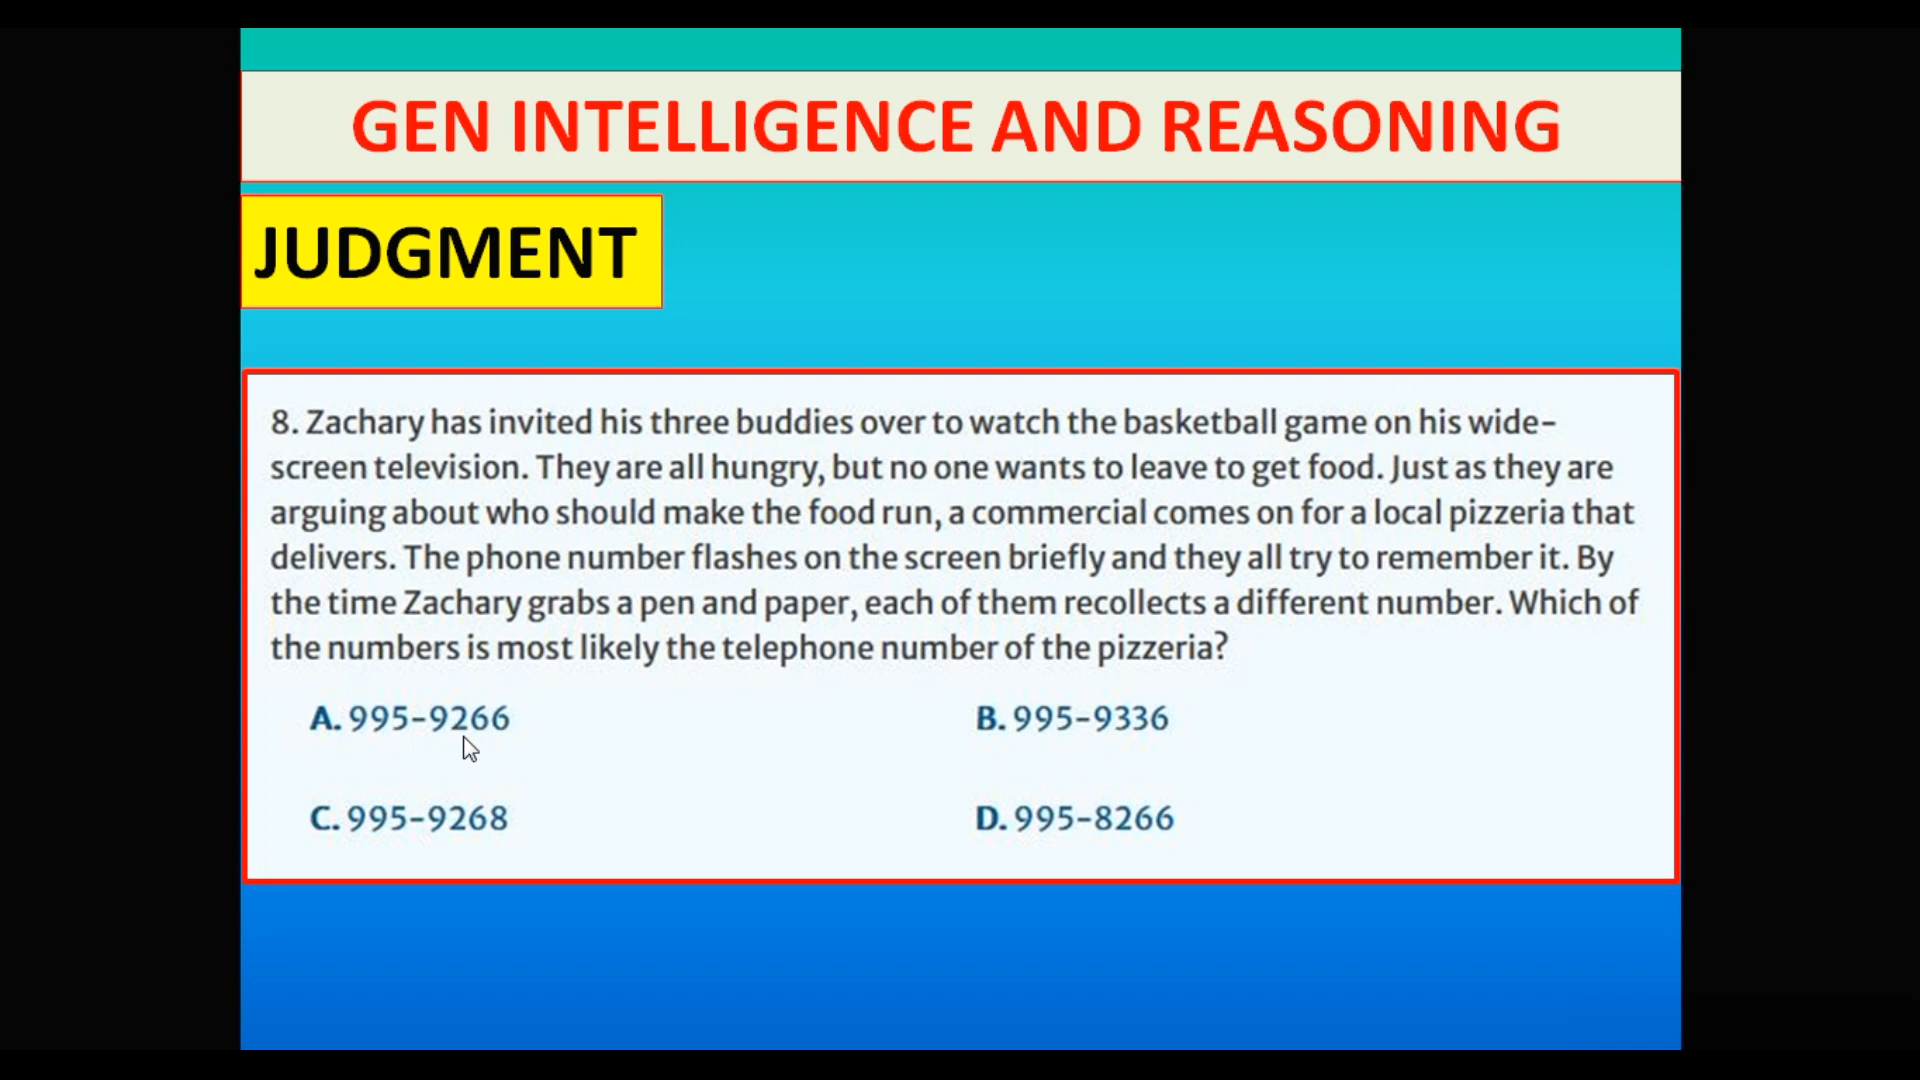 GEN INTELLIGENCE AND REASONING
JUDGMENT
8. Zachary has invited his three buddies over to watch the basketball game on his wide-
screen television. They are all hungry, but no one wants to leave to get food. Just as they are
arguing about who should make the food run, a commercial comes on for a local pizzeria that
delivers. The phone number flashes on the screen briefly and they all try to remember it. By
the time Zachary grabs a pen and paper, each of them recollects a different number. Which of
the numbers is most likely the telephone number of the pizzeria?
A. 995-9266 B. 995-9336
C. 995-9268 D. 995-8266